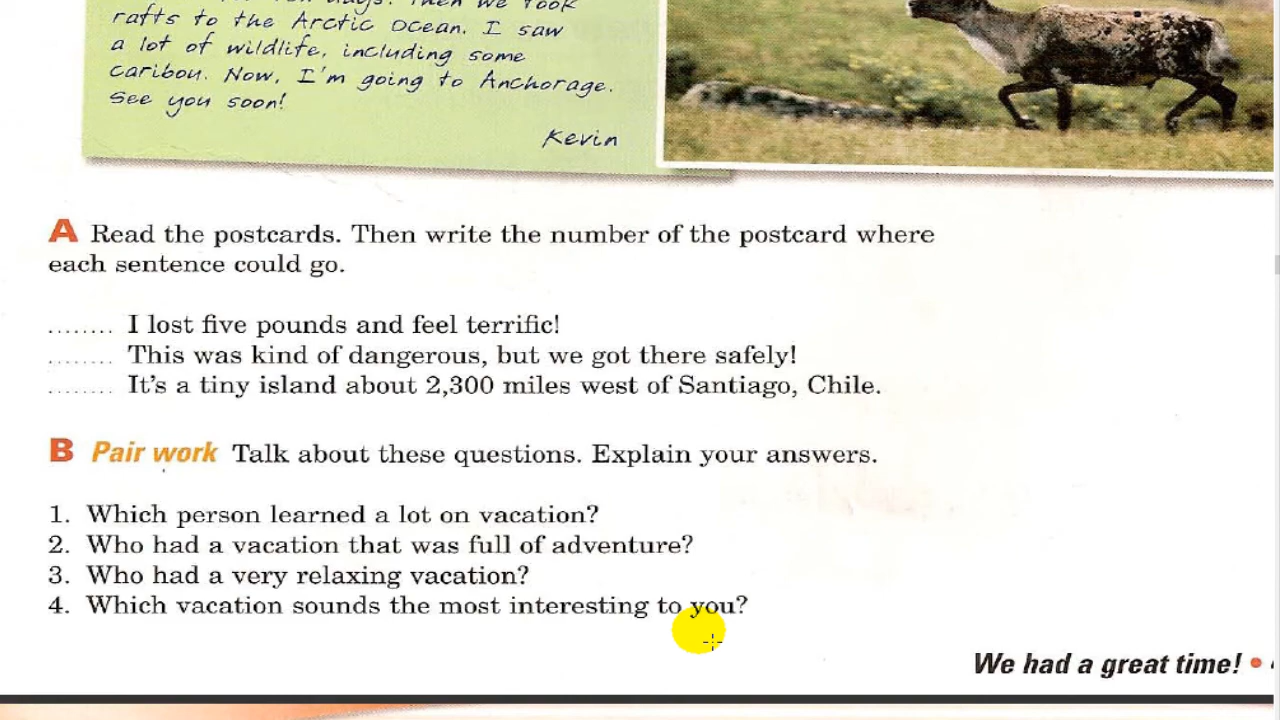 rafts to the Arctic Ocean. I saw
a lot of wildlife, including some
caribou. Now, I'm going to Anchorage.
See you soon!
Kevin
A Read the postcards. Then write the number of the postcard where
each sentence could go.
........ I lost five pounds and feel terrific!
........ This was kind of dangerous, but we got there safely!
........ It's a tiny island about 2,300 miles west of Santiago, Chile.
B Pair work Talk about these questions. Explain your answers.
1. Which person learned a lot on vacation?
2. Who had a vacation that was full of adventure?
3. Who had a very relaxing vacation?
4. Which vacation sounds the most interesting to you?
We had a great time! •